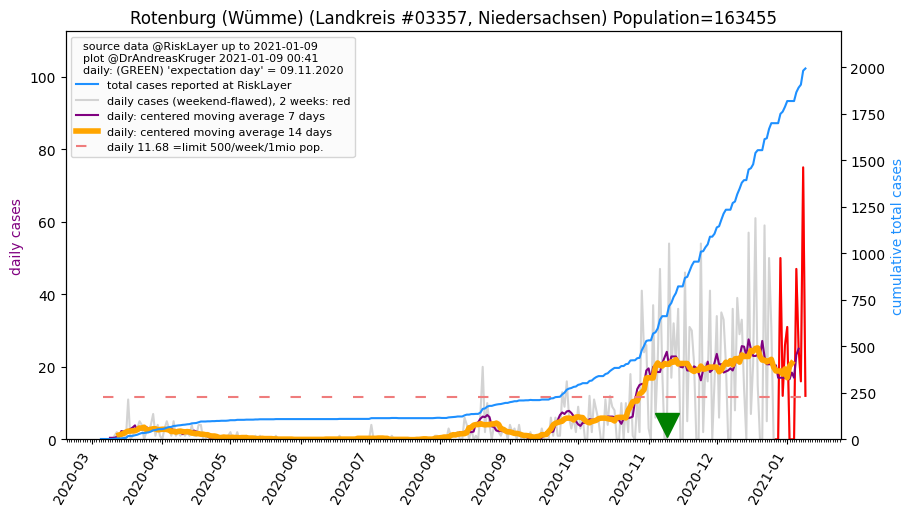 Rotenburg (Wümme) (Landkreis #03357, Niedersachsen) Population=163455
source data @RiskLayer up to 2021-01-09
plot @DrAndreasKruger 2021-01-09 00:41
daily: (GREEN) 'expectation day' = 09.11.2020
total cases reported at RiskLayer
daily cases (weekend-flawed), 2 weeks: red
daily: centered moving average 7 days
daily: centered moving average 14 days
daily 11.68 =limit 500/week/1mio pop.
daily cases
100
80
60
40
20
0
cumulative total cases
2000
1750
1500
1250
1000
750
500
250
0
2020-03
2020-04
2020-05
2020-06
2020-07
2020-08
2020-09
2020-10
2020-11
2020-12
2021-01